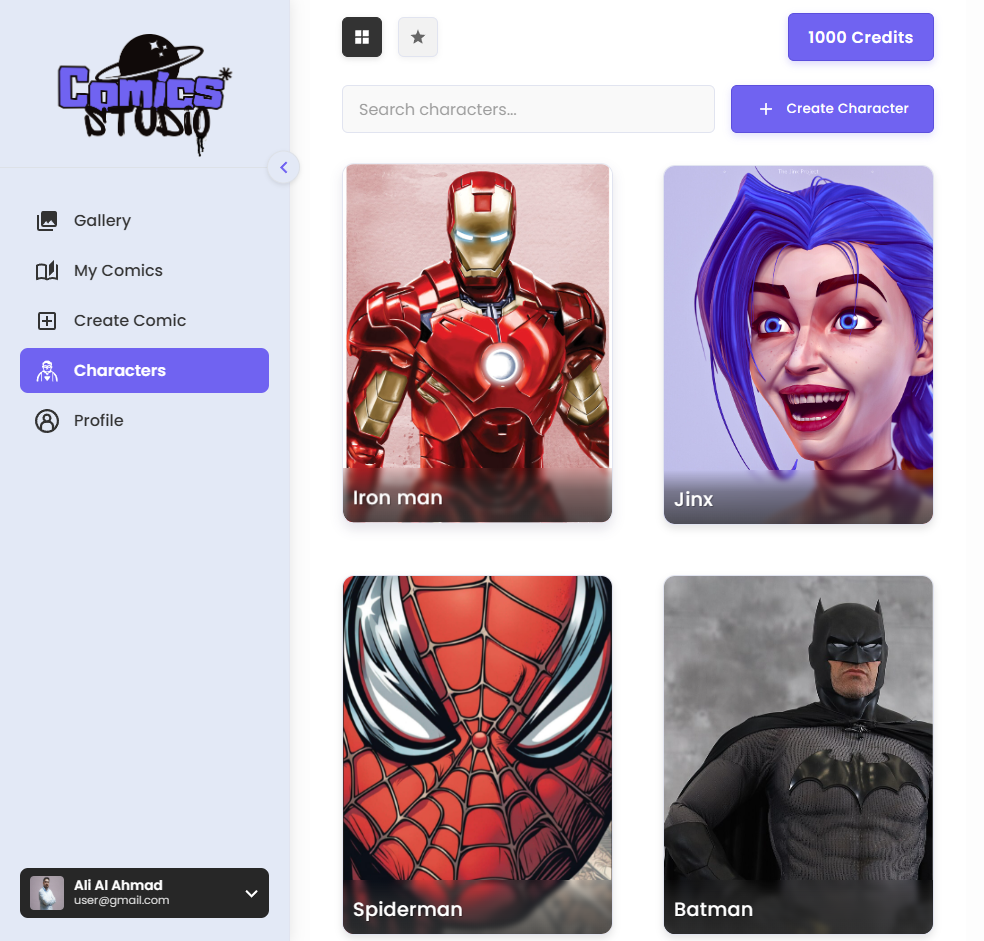 Comics*
STUDIO
Gallery
My Comics
Create Comic
Characters
Profile
Ali Al Ahmad
user@gmail.com
1000 Credits
Search characters...
Create Character
Iron man
Jinx
Spiderman
Batman